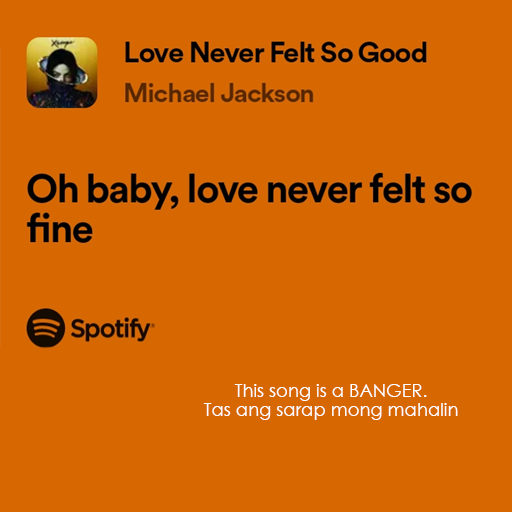 Xscape
Love Never Felt So Good
Michael Jackson
Oh baby, love never felt so
fine
Spotify
This song is a BANGER.
Tas ang sarap mong mahalin